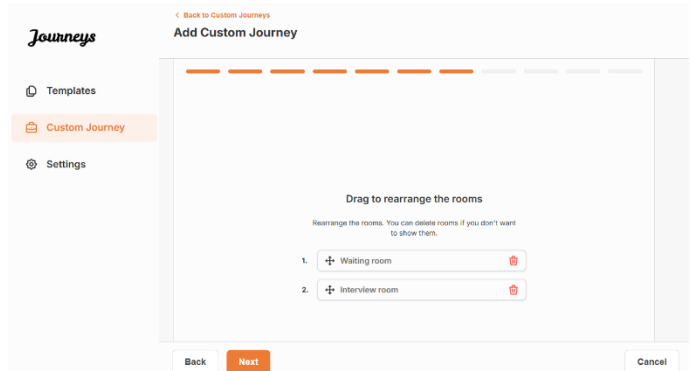 Journeys
Templates
Custom Journey
Settings
Back to Custom Journeys
Add Custom Journey
Drag to rearrange the rooms
Rearrange the rooms. You can delete rooms if you don't want
to show them.
1. Waiting room
2. Interview room
Back Next Cancel